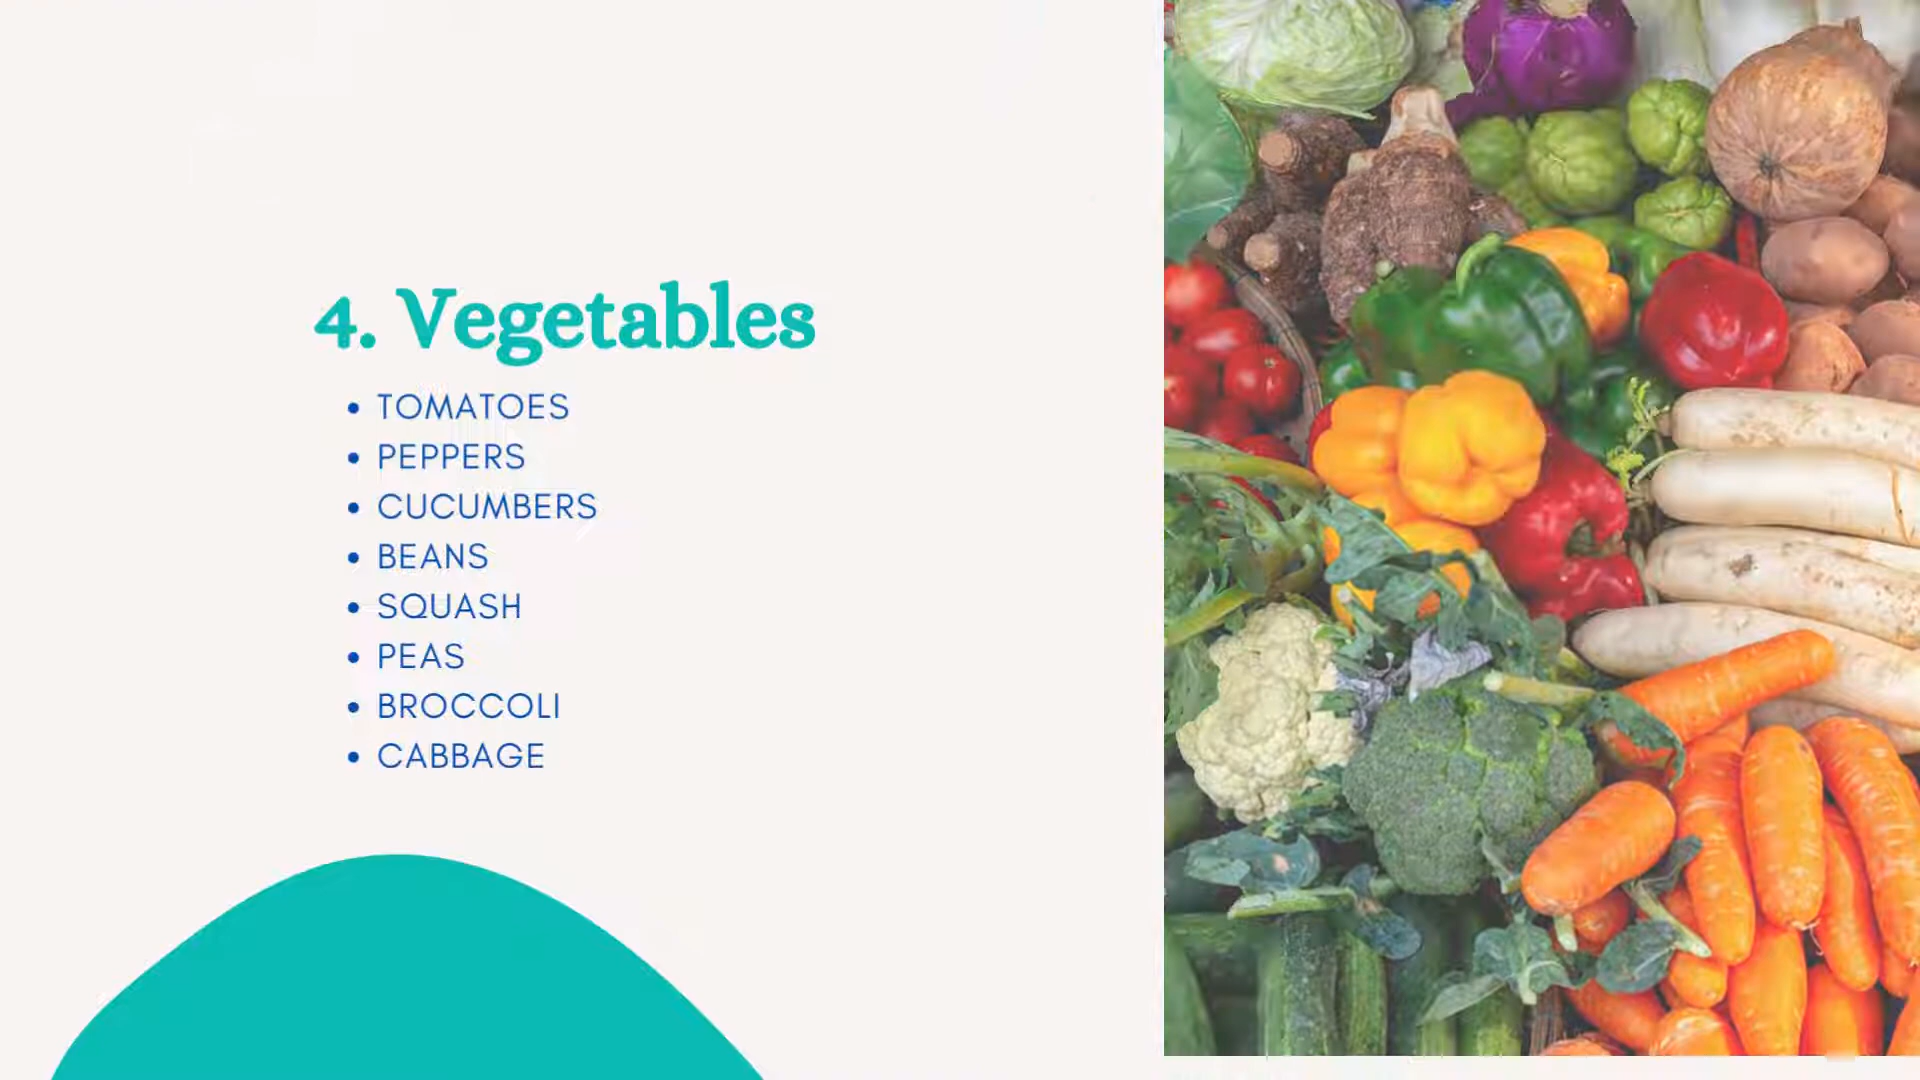 4. Vegetables
TOMATOES
PEPPERS
CUCUMBERS
BEANS
SQUASH
PEAS
BROCCOLI
CABBAGE